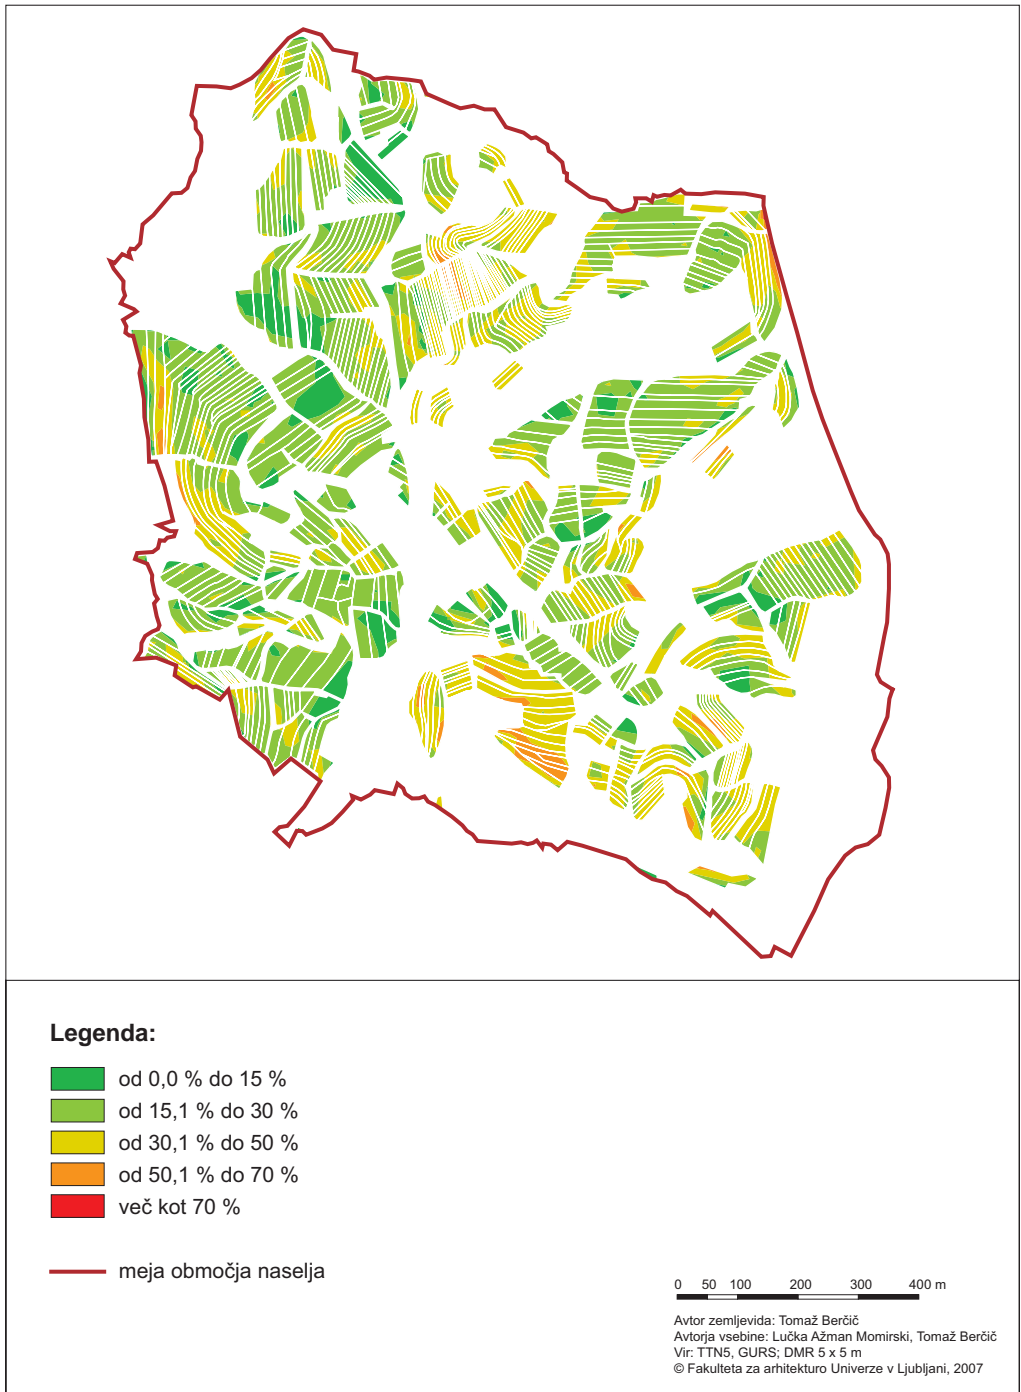 Legenda:
od 0,0 % do 15 %
od 15,1 % do 30 %
od 30,1 % do 50 %
od 50,1 % do 70 %
več kot 70 %
meja območja naselja
0 50 100 200 300 400 m
Avtor zemljevida: Tomaž Berčič
Avtorja vsebine: Lučka Ažman Momirski, Tomaž Berčič
Vir: TTN5, GURS; DMR 5 x 5 m
© Fakulteta za arhitekturo Univerze v Ljubljani, 2007